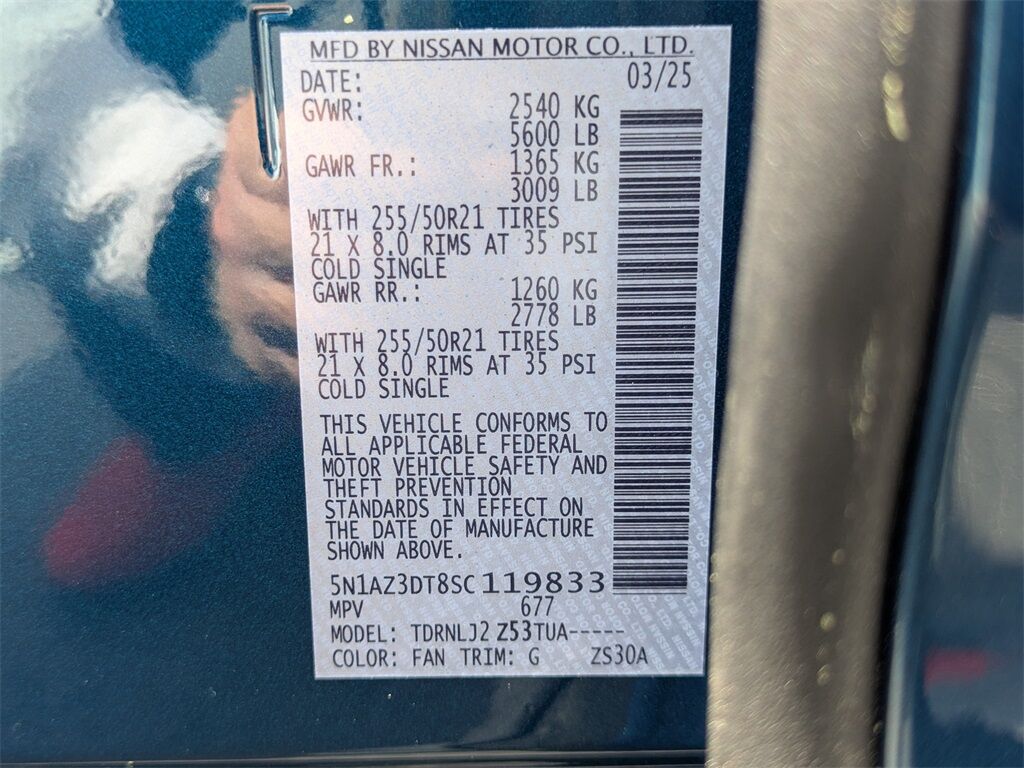 MFD BY NISSAN MOTOR CO., LTD.
DATE: 03/25
GVWR: 2540 KG
5600 LB
GAWR FR.: 1365 KG
3009 LB
WITH 255/50R21 TIRES
21 X 8.0 RIMS AT 35 PSI
COLD SINGLE
GAWR RR.: 1260 KG
2778 LB
WITH 255/50R21 TIRES
21 X 8.0 RIMS AT 35 PSI
COLD SINGLE
THIS VEHICLE CONFORMS TO
ALL APPLICABLE FEDERAL
MOTOR VEHICLE SAFETY AND
THEFT PREVENTION
STANDARDS IN EFFECT ON
THE DATE OF MANUFACTURE
SHOWN ABOVE.
5N1AZ3DT8SC119833
MPV 677
MODEL: TDRNLJ2 Z53TUA-----
COLOR: FAN TRIM: G ZS30A